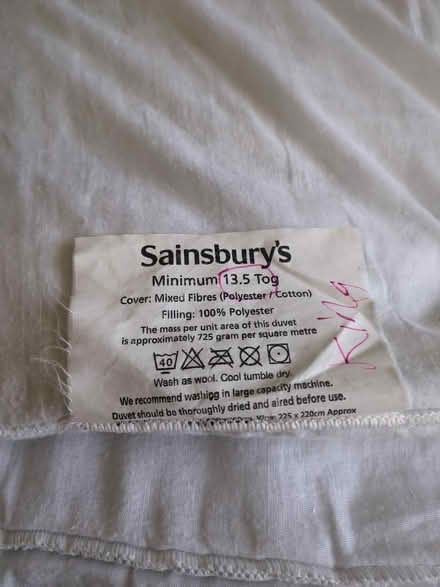 Sainsbury's
Minimum 13.5 Tog
Cover: Mixed Fibres (Polyester / Cotton)
Filling: 100% Polyester
The mass per unit area of this duvet
is approximately 725 gram per square metre
40
Wash as wool. Cool tumble dry.
We recommend washing in large capacity machine.
Duvet should be thoroughly dried and aired before use.
King 225 x 220cm Approx
King